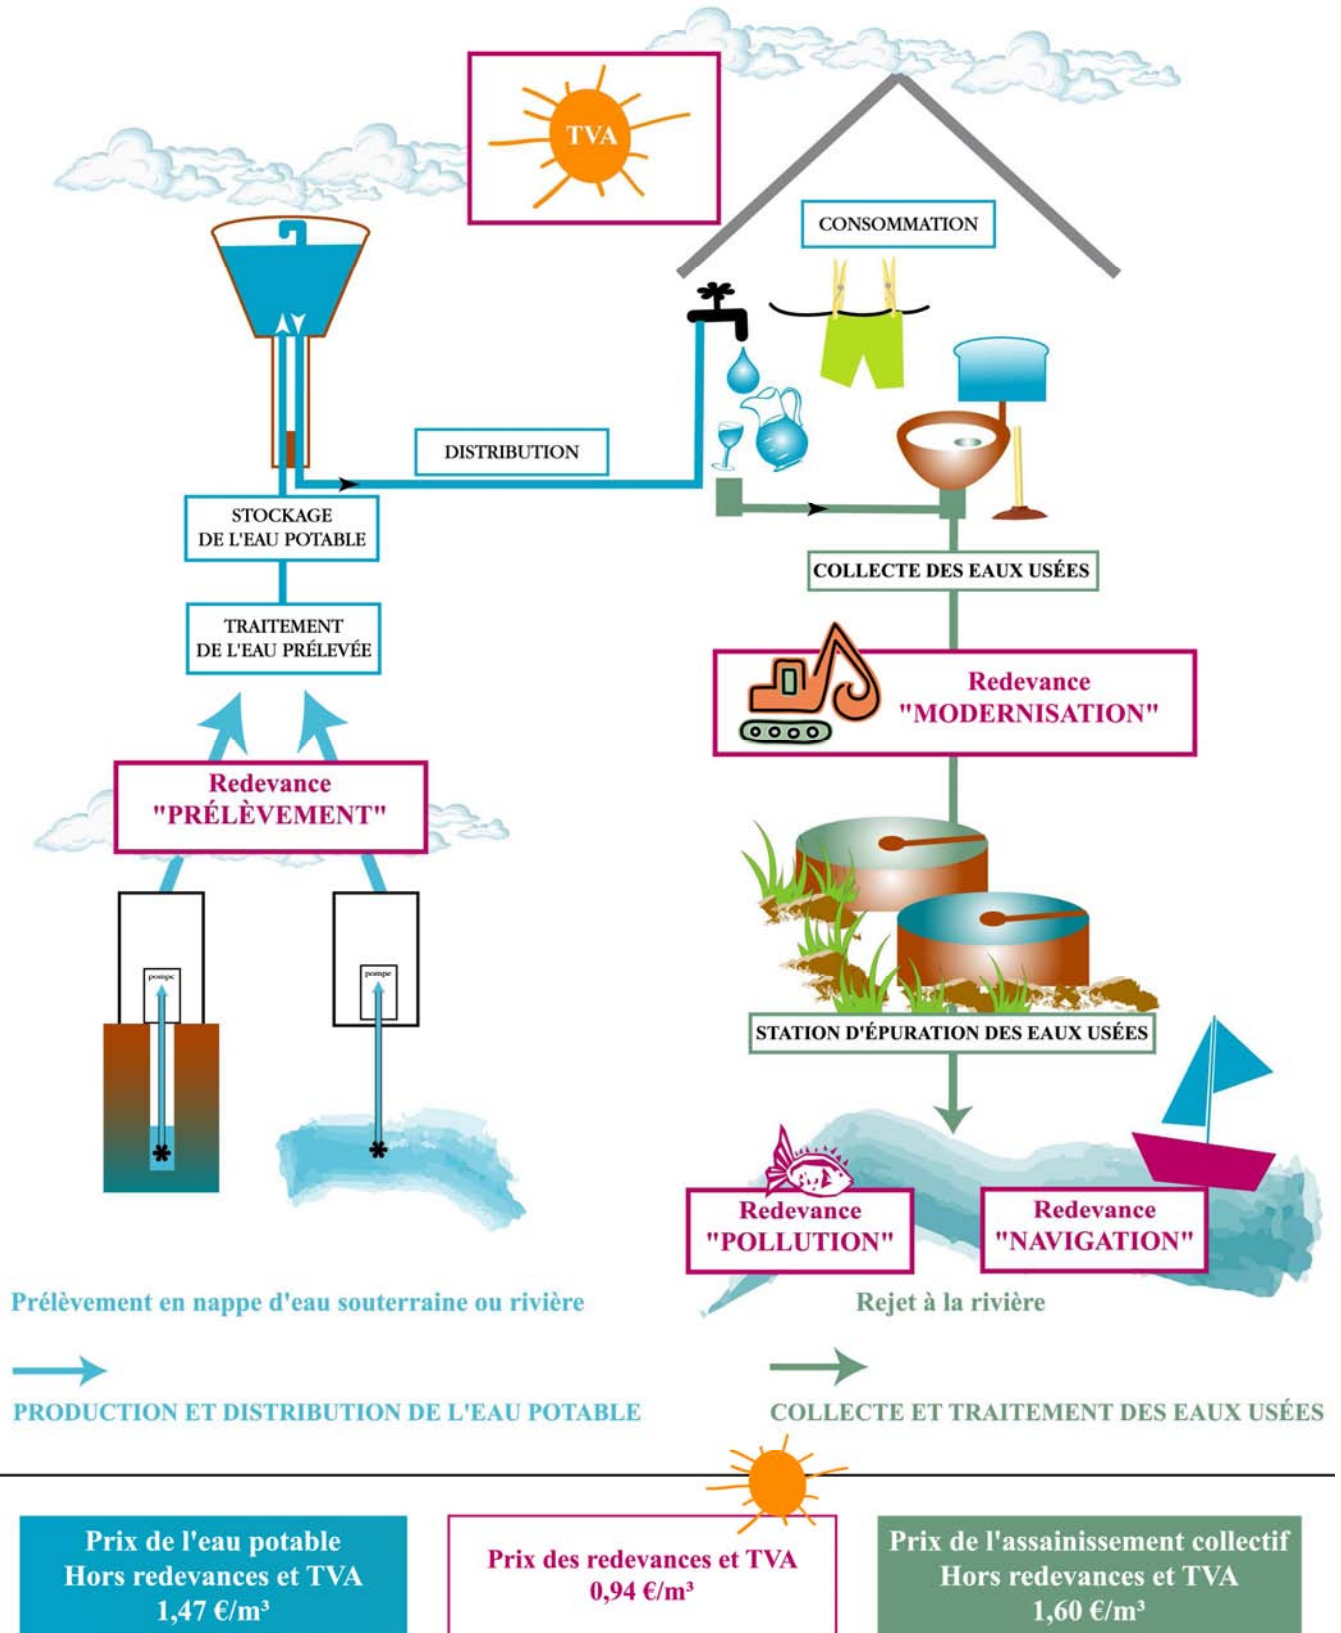 TVA
CONSOMMATION
DISTRIBUTION
STOCKAGE
DE L'EAU POTABLE
COLLECTE DES EAUX USÉES
TRAITEMENT
DE L'EAU PRÉLEVÉE
Redevance
"MODERNISATION"
Redevance
"PRÉLÈVEMENT"
pompe
pompe
STATION D'ÉPURATION DES EAUX USÉES
Redevance
"POLLUTION"
Redevance
"NAVIGATION"
Prélèvement en nappe d'eau souterraine ou rivière
Rejet à la rivière
PRODUCTION ET DISTRIBUTION DE L'EAU POTABLE
COLLECTE ET TRAITEMENT DES EAUX USÉES
Prix de l'eau potable
Hors redevances et TVA
1,47 €/m³
Prix des redevances et TVA
0,94 €/m³
Prix de l'assainissement collectif
Hors redevances et TVA
1,60 €/m³